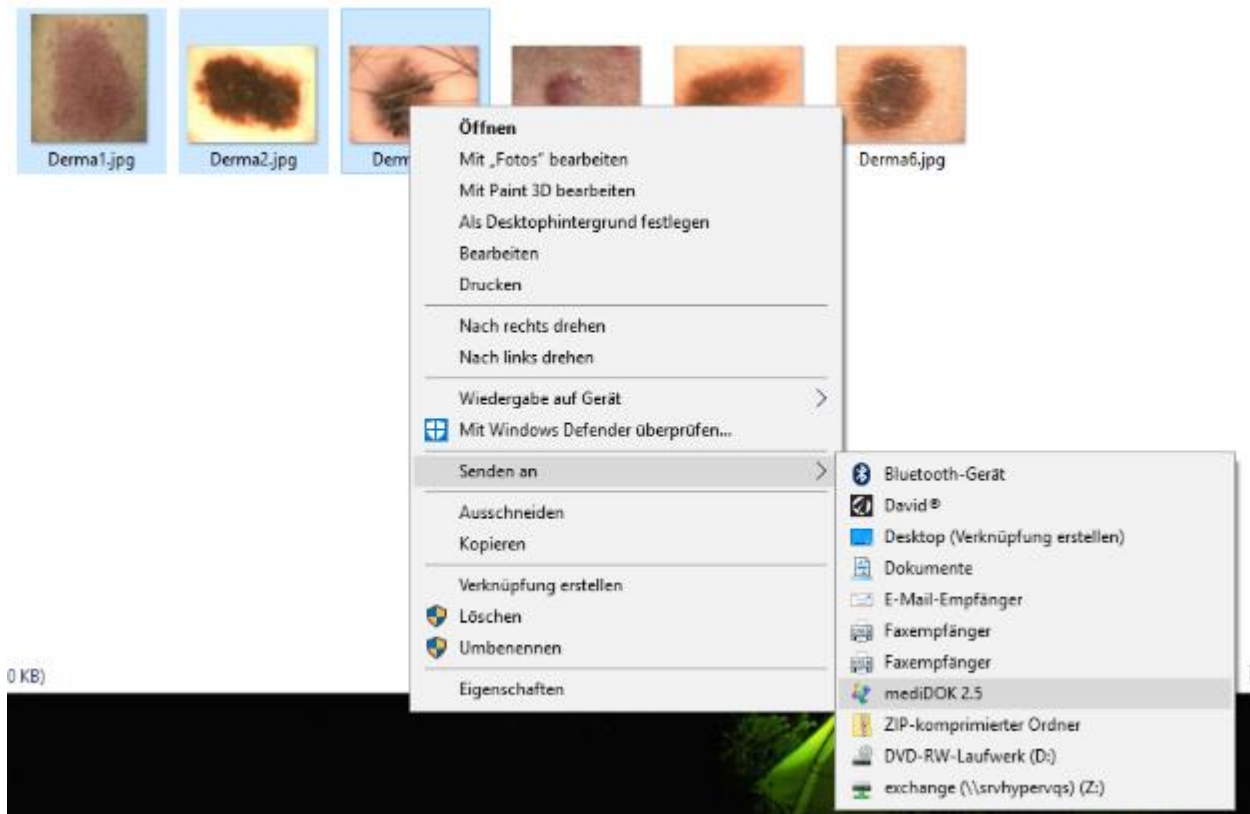 Derma1.jpg
Derma2.jpg
Derm
Derma6.jpg
Öffnen
Mit „Fotos" bearbeiten
Mit Paint 3D bearbeiten
Als Desktophintergrund festlegen
Bearbeiten
Drucken
Nach rechts drehen
Nach links drehen
Wiedergabe auf Gerät
Mit Windows Defender überprüfen...
Senden an
Ausschneiden
Kopieren
Verknüpfung erstellen
Löschen
Umbenennen
Eigenschaften
Bluetooth-Gerät
David®
Desktop (Verknüpfung erstellen)
Dokumente
E-Mail-Empfänger
Faxempfänger
Faxempfänger
mediDOK 2.5
ZIP-komprimierter Ordner
DVD-RW-Laufwerk (D:)
exchange (\\srvhypervqs) (Z:)
0 KB)